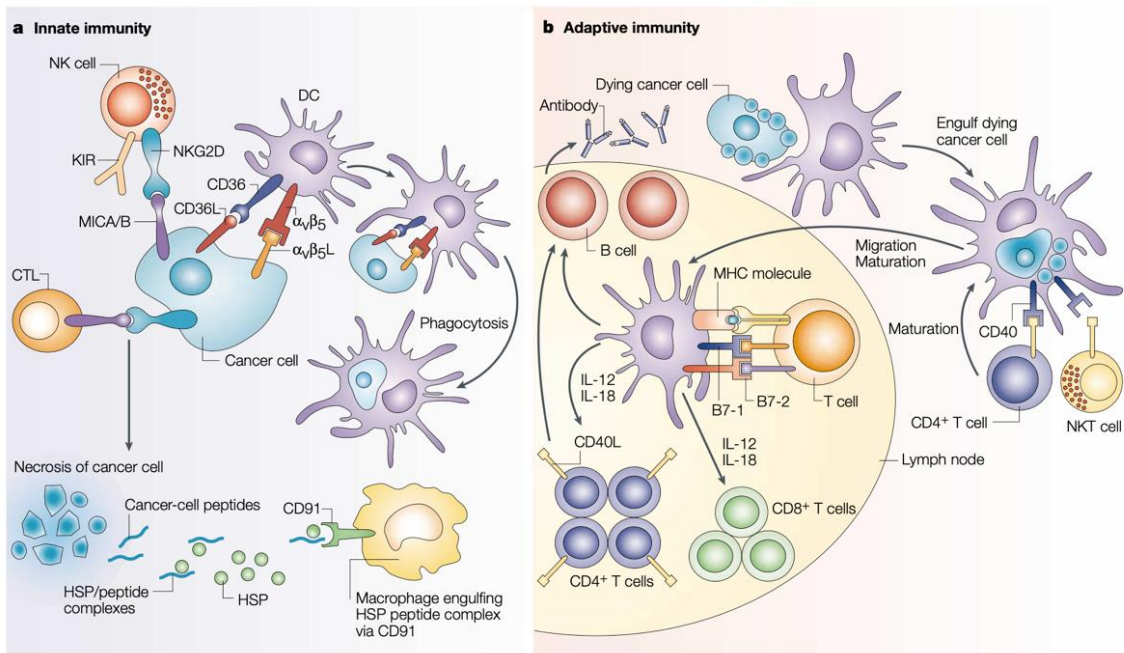 a Innate immunity
NK cell
DC
KIR
NKG2D
CD36
MICA/B
CD36L
αvβ5
αvβ5L
CTL
Phagocytosis
Cancer cell
Necrosis of cancer cell
Cancer-cell peptides
CD91
HSP/peptide
complexes
HSP
Macrophage engulfing
HSP peptide complex
via CD91
b Adaptive immunity
Dying cancer cell
Antibody
Engulf dying
cancer cell
B cell
Migration
Maturation
MHC molecule
Maturation
CD40
IL-12
IL-18
B7-1
B7-2
T cell
CD4+ T cell
NKT cell
CD40L
IL-12
IL-18
Lymph node
CD8+ T cells
CD4+ T cells